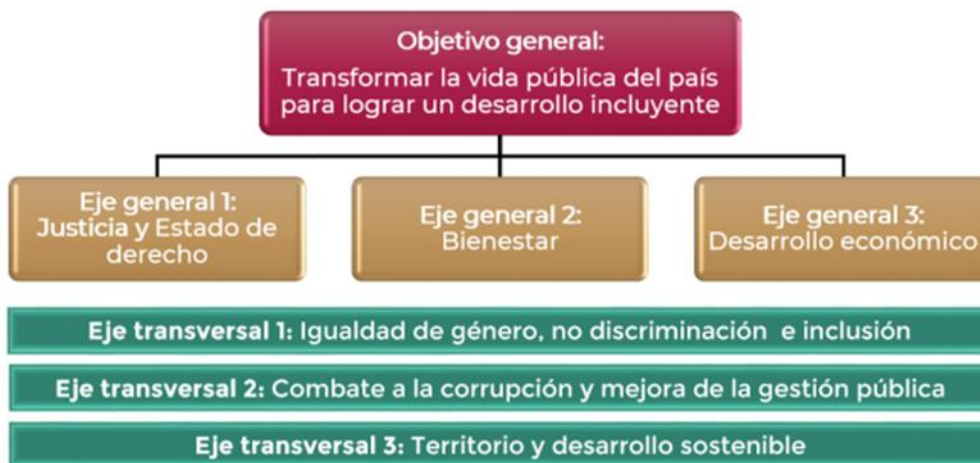 Objetivo general:
Transformar la vida pública del país
para lograr un desarrollo incluyente
Eje general 1:
Justicia y Estado de
derecho
Eje general 2:
Bienestar
Eje general 3:
Desarrollo económico
Eje transversal 1: Igualdad de género, no discriminación e inclusión
Eje transversal 2: Combate a la corrupción y mejora de la gestión pública
Eje transversal 3: Territorio y desarrollo sostenible